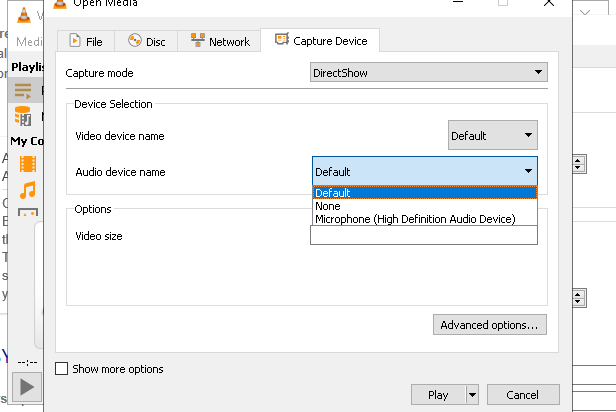 Open Media
Medi
File
Disc
Network
Capture Device
Capture mode
DirectShow
Playlis
Device Selection
Video device name
Default
My Co
Audio device name
Default
Default
None
Microphone (High Definition Audio Device)
Options
Video size
Advanced options...
--:--
Show more options
Play
Cancel